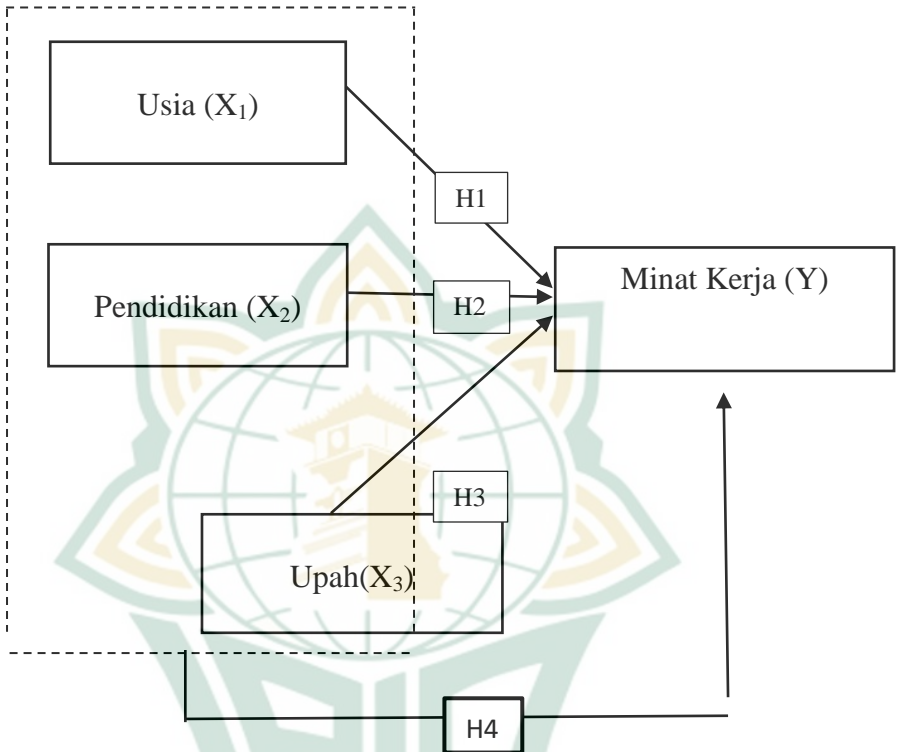 Usia (X₁)
H1
Pendidikan (X₂)
H2
Minat Kerja (Y)
H3
Upah(X₃)
H4